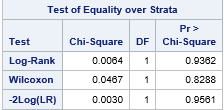 Test of Equality over Strata
Test Chi-Square DF Pr > Chi-Square
Log-Rank 0.0064 1 0.9362
Wilcoxon 0.0467 1 0.8288
-2Log(LR) 0.0030 1 0.9561